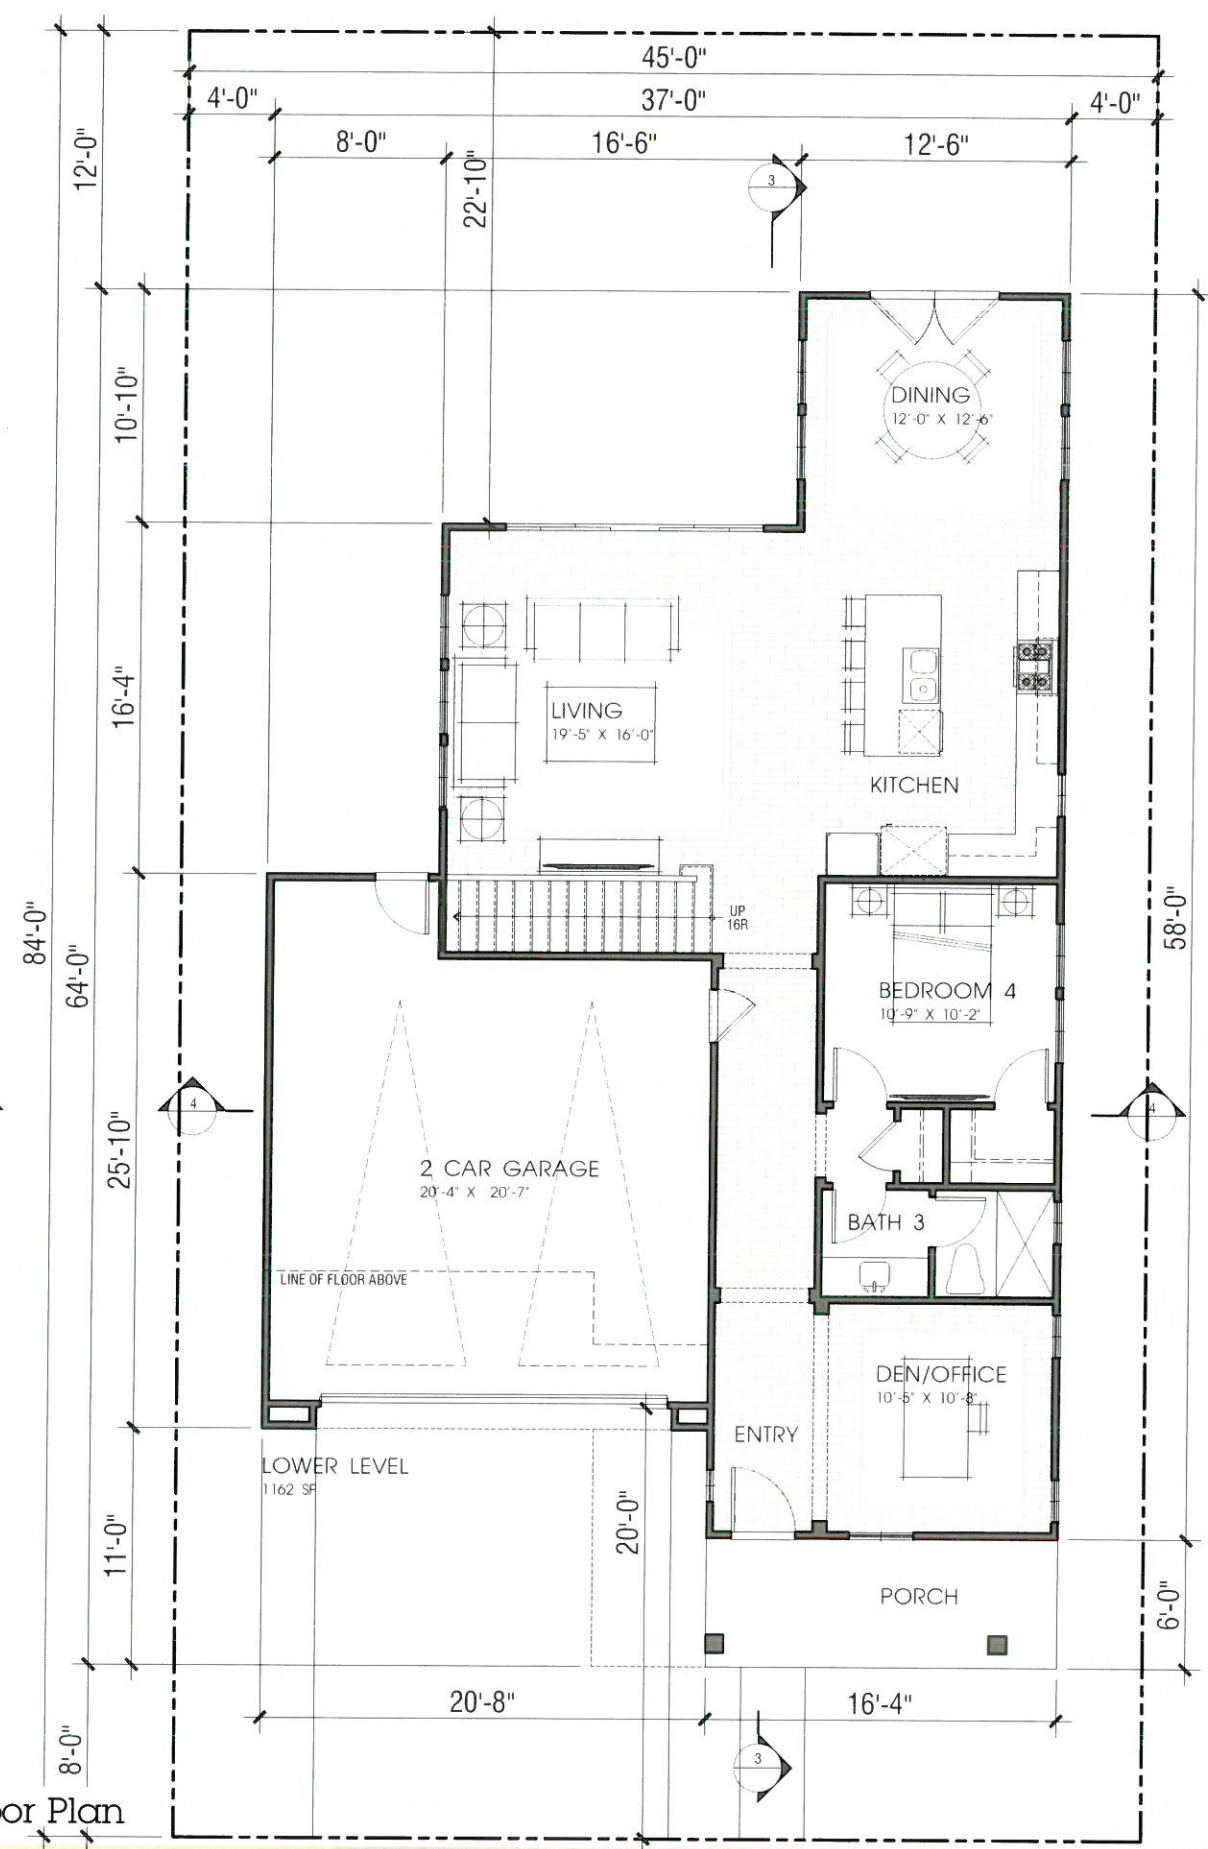 45'-0"
4'-0"
37'-0"
4'-0"
8'-0"
16'-6"
12'-6"
12'-0"
22'-10"
3
10'-10"
DINING
12'-0" X 12'-6"
16'-4"
LIVING
19'-5" X 16'-0"
KITCHEN
84'-0"
64'-0"
58'-0"
UP
16R
BEDROOM 4
10'-9" X 10'-2"
4
4
25'-10"
2 CAR GARAGE
20'-4" X 20'-7"
BATH 3
LINE OF FLOOR ABOVE
DEN/OFFICE
10'-5" X 10'-8"
ENTRY
LOWER LEVEL
1162 SF
20'-0"
11'-0"
PORCH
6'-0"
20'-8"
16'-4"
8'-0"
3
oor Plan